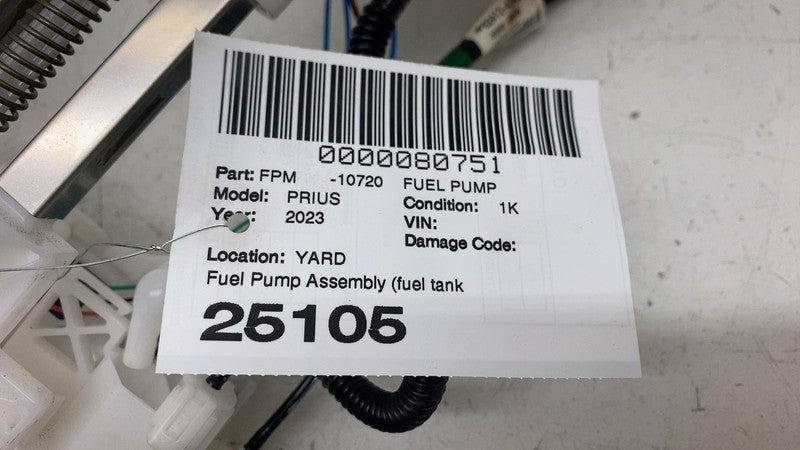 0000080751
Part: FPM -10720 FUEL PUMP
Model: PRIUS Condition: 1K
Year: 2023 VIN:
Damage Code:
Location: YARD
Fuel Pump Assembly (fuel tank
25105